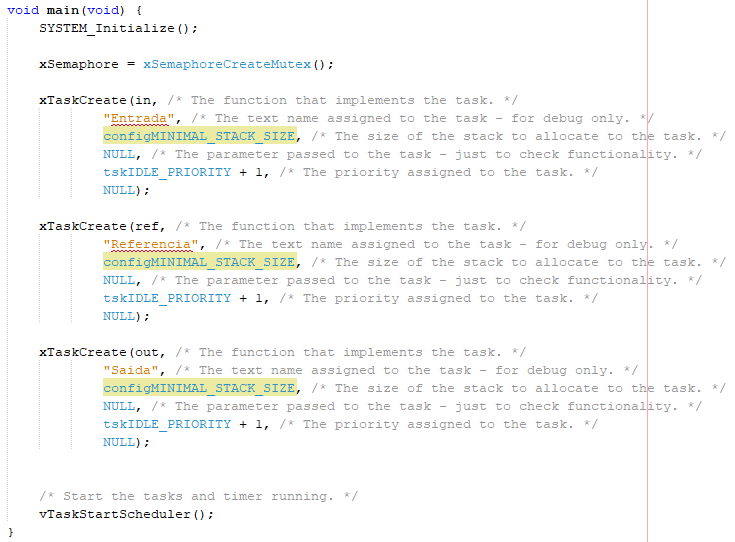 void main(void) {
SYSTEM_Initialize();
xSemaphore = xSemaphoreCreateMutex();
xTaskCreate(in, /* The function that implements the task. */
"Entrada", /* The text name assigned to the task - for debug only. */
configMINIMAL_STACK_SIZE, /* The size of the stack to allocate to the task. */
NULL, /* The parameter passed to the task - just to check functionality. */
tskIDLE_PRIORITY + 1, /* The priority assigned to the task. */
NULL);
xTaskCreate(ref, /* The function that implements the task. */
"Referencia", /* The text name assigned to the task - for debug only. */
configMINIMAL_STACK_SIZE, /* The size of the stack to allocate to the task. */
NULL, /* The parameter passed to the task - just to check functionality. */
tskIDLE_PRIORITY + 1, /* The priority assigned to the task. */
NULL);
xTaskCreate(out, /* The function that implements the task. */
"Saida", /* The text name assigned to the task - for debug only. */
configMINIMAL_STACK_SIZE, /* The size of the stack to allocate to the task. */
NULL, /* The parameter passed to the task - just to check functionality. */
tskIDLE_PRIORITY + 1, /* The priority assigned to the task. */
NULL);
/* Start the tasks and timer running. */
vTaskStartScheduler();
}